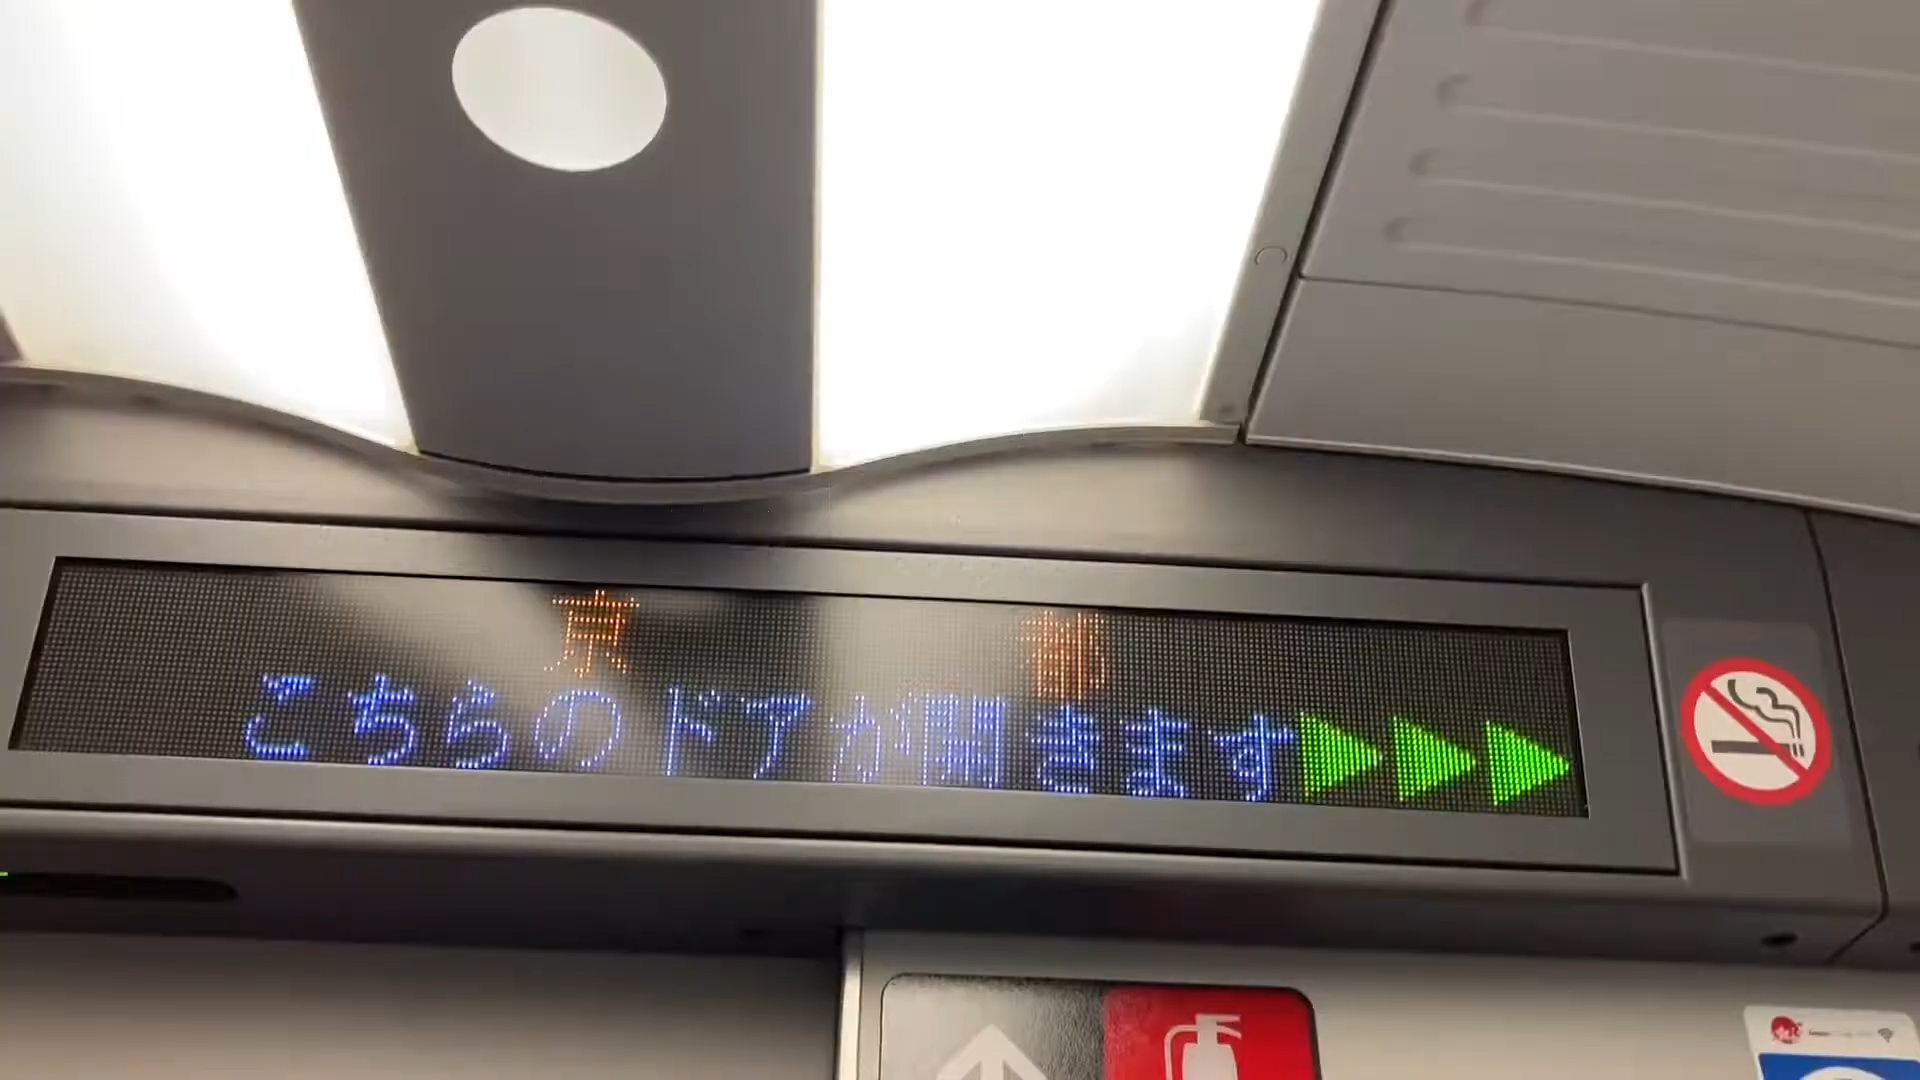 京 都
こちらのドアが開きます▶▶▶